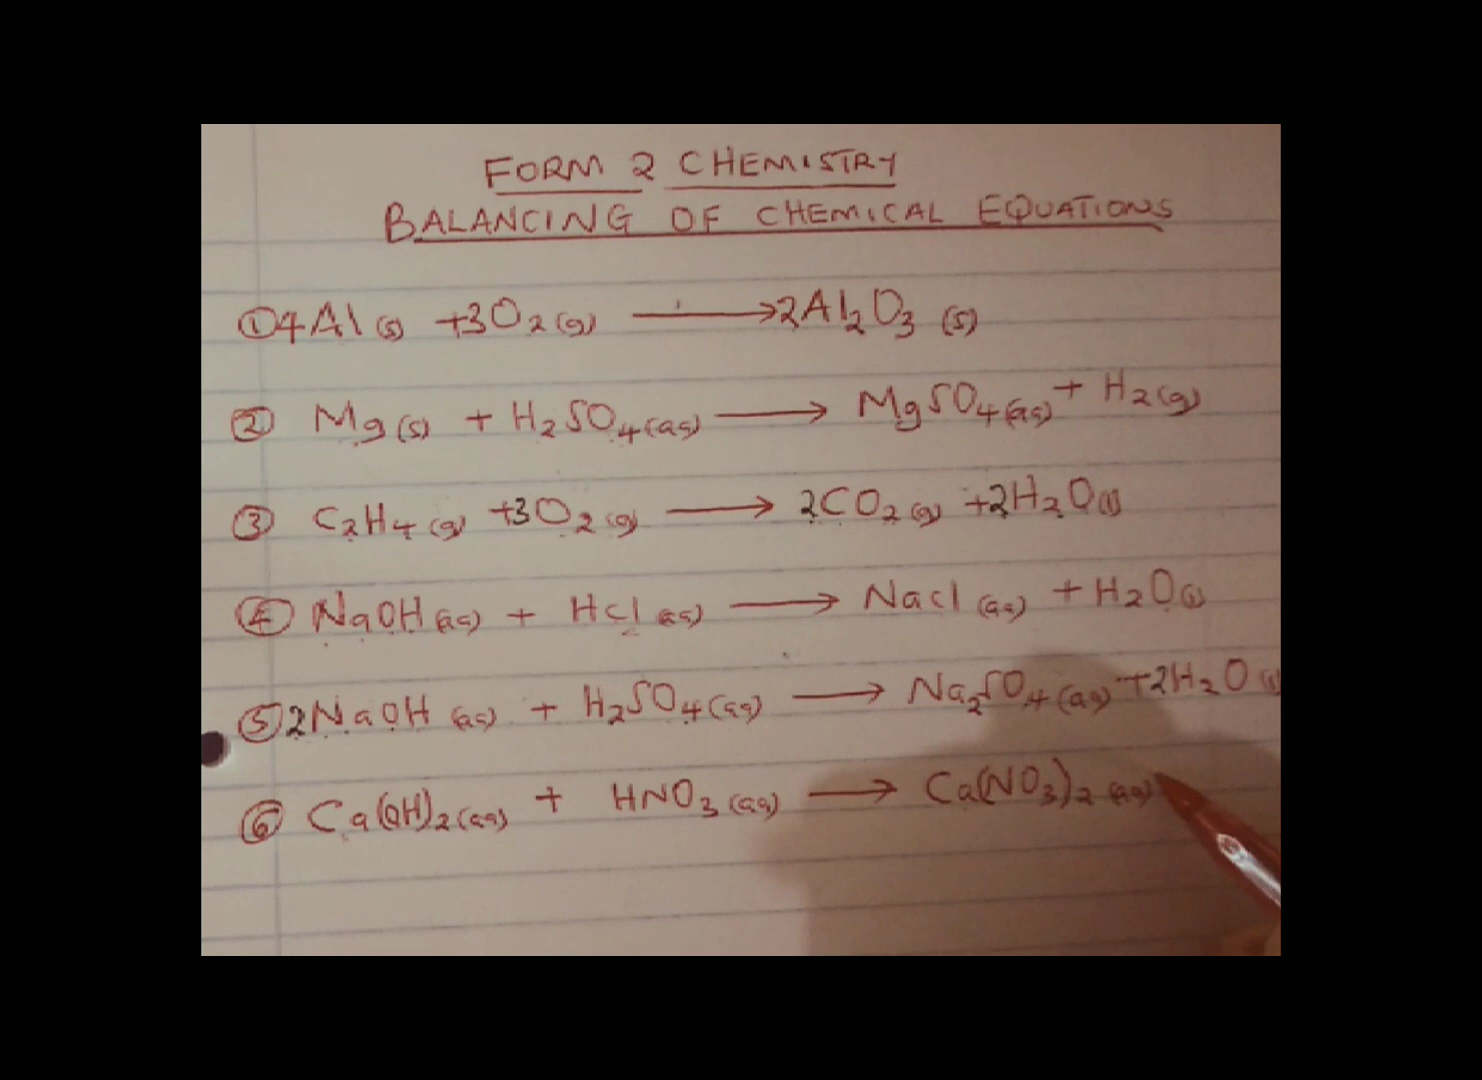 FORM 2 CHEMISTRY
BALANCING OF CHEMICAL EQUATIONS
① 4Al(s) +3O2(g) ⟶ 2Al2O3 (s)
② Mg(s) + H2SO4(aq) ⟶ MgSO4(aq) + H2(g)
③ C2H4(g) +3O2(g) ⟶ 2CO2(g) +2H2O(l)
④ NaOH(aq) + HCl(aq) ⟶ Nacl(aq) + H2O(l)
⑤ 2NaOH(aq) + H2SO4(aq) ⟶ Na2SO4(aq) +2H2O(l)
⑥ Ca(OH)2(aq) + HNO3(aq) ⟶ Ca(NO3)2(aq)